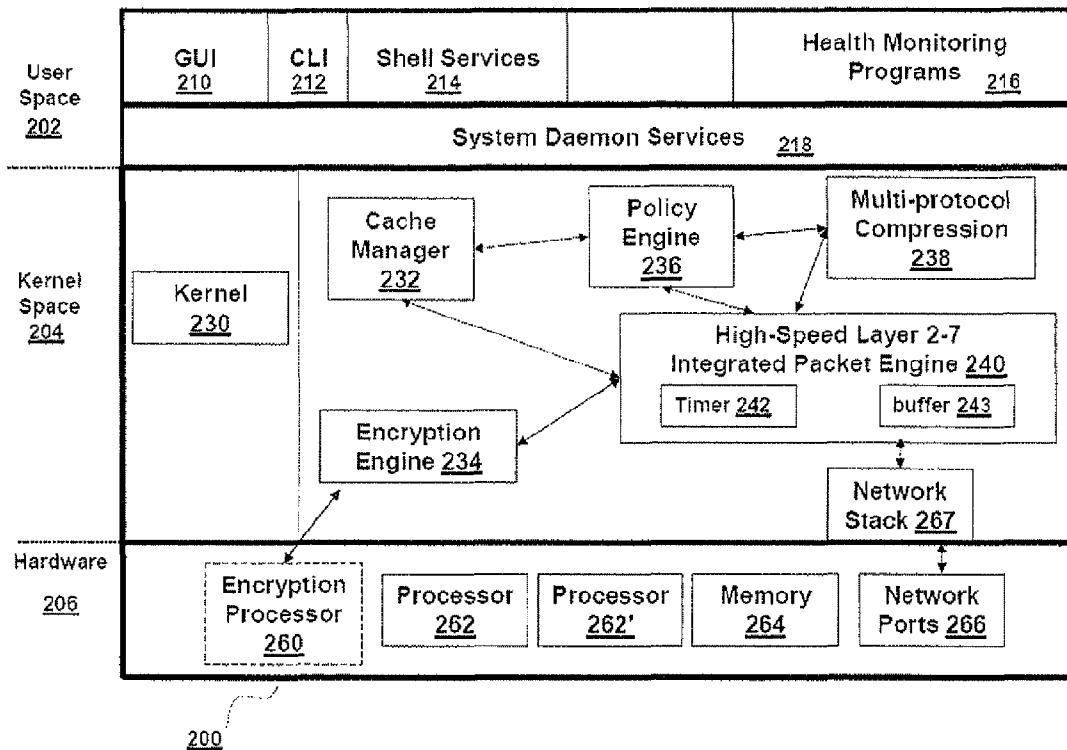 User
Space
202
GUI
210
CLI
212
Shell Services
214
Health Monitoring
Programs
216
System Daemon Services 218
Kernel
Space
204
Kernel
230
Cache
Manager
232
Policy
Engine
236
Multi-protocol
Compression
238
High-Speed Layer 2-7
Integrated Packet Engine 240
Timer 242
buffer 243
Encryption
Engine 234
Network
Stack 267
Hardware
206
Encryption
Processor
260
Processor
262
Processor
262'
Memory
264
Network
Ports 266
200